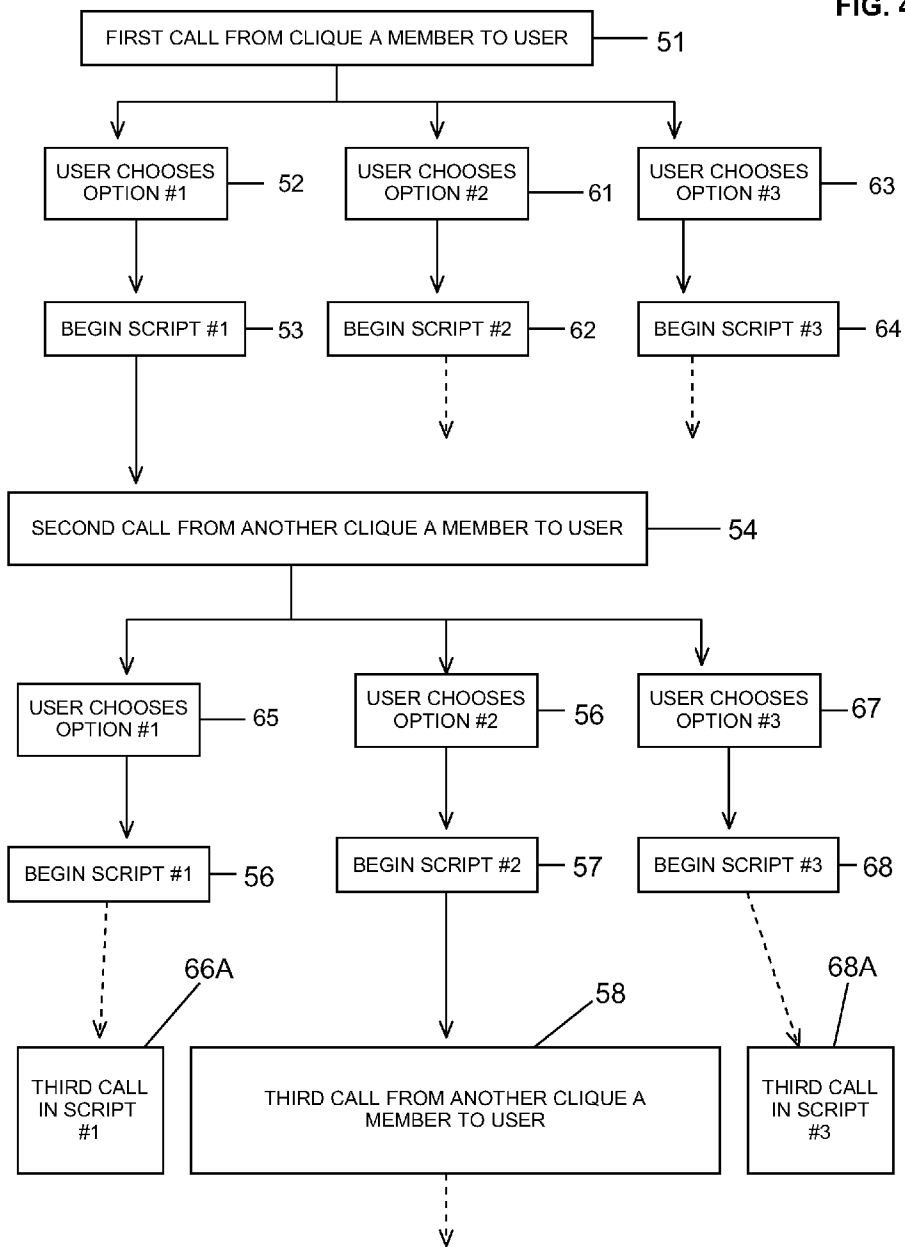 FIG. 4
FIRST CALL FROM CLIQUE A MEMBER TO USER
51
USER CHOOSES
OPTION #1
52
USER CHOOSES
OPTION #2
61
USER CHOOSES
OPTION #3
63
BEGIN SCRIPT #1
53
BEGIN SCRIPT #2
62
BEGIN SCRIPT #3
64
SECOND CALL FROM ANOTHER CLIQUE A MEMBER TO USER
54
USER CHOOSES
OPTION #1
65
USER CHOOSES
OPTION #2
56
USER CHOOSES
OPTION #3
67
BEGIN SCRIPT #1
56
BEGIN SCRIPT #2
57
BEGIN SCRIPT #3
68
66A
58
68A
THIRD CALL
IN SCRIPT
#1
THIRD CALL FROM ANOTHER CLIQUE A
MEMBER TO USER
THIRD CALL
IN SCRIPT
#3